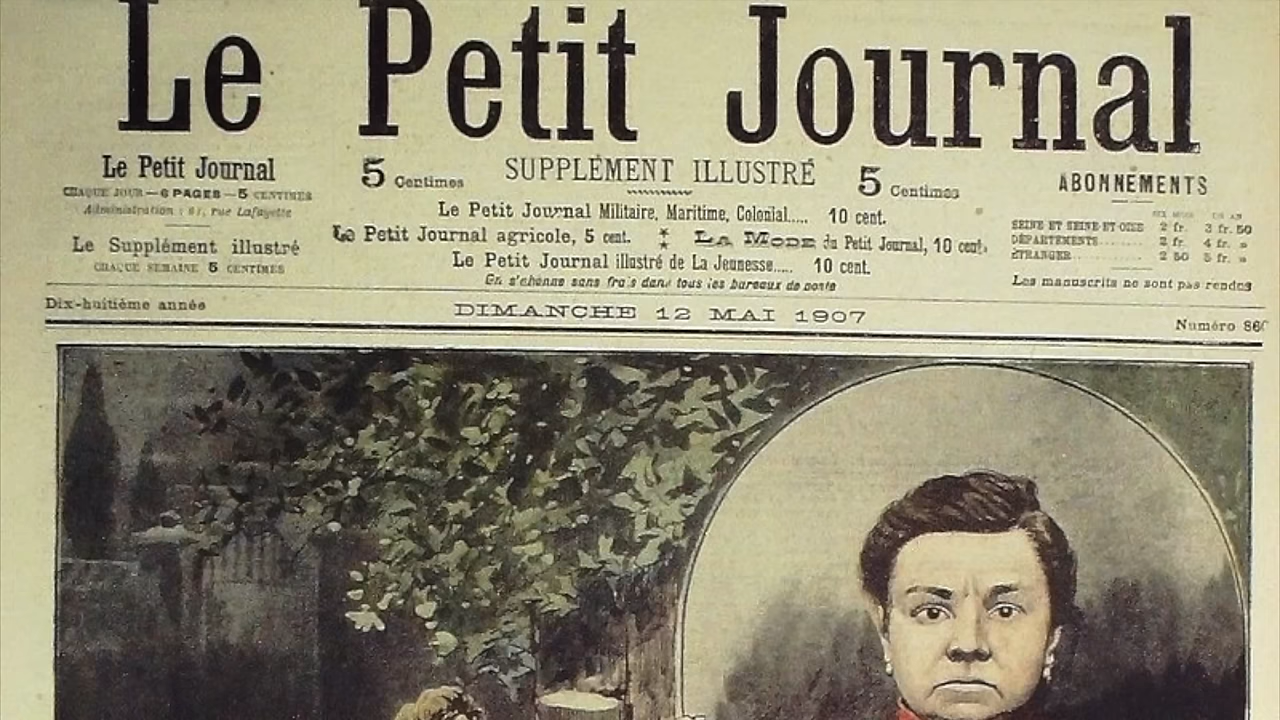 Le Petit Journal
Le Petit Journal
CHAQUE JOUR — 6 PAGES — 5 CENTIMES
Administration : 61, rue Lafayette
Le Supplément illustré
CHAQUE SEMAINE 5 CENTIMES
5 Centimes
SUPPLÉMENT ILLUSTRÉ
5 Centimes
Le Petit Journal Militaire, Maritime, Colonial..... 10 cent.
Le Petit Journal agricole, 5 cent. ** LA MODE du Petit Journal, 10 cent.
Le Petit Journal illustré de La Jeunesse..... 10 cent.
On s'abonne sans frais dans tous les bureaux de poste
ABONNEMENTS
SIX MOIS UN AN
SEINE ET SEINE-ET-OISE 2 fr. 3 fr. 50
DÉPARTEMENTS......... 2 fr. 4 fr. »
ÉTRANGER............. 2 50 5 fr. »
Les manuscrits ne sont pas rendus
Dix-huitième année
DIMANCHE 12 MAI 1907
Numéro